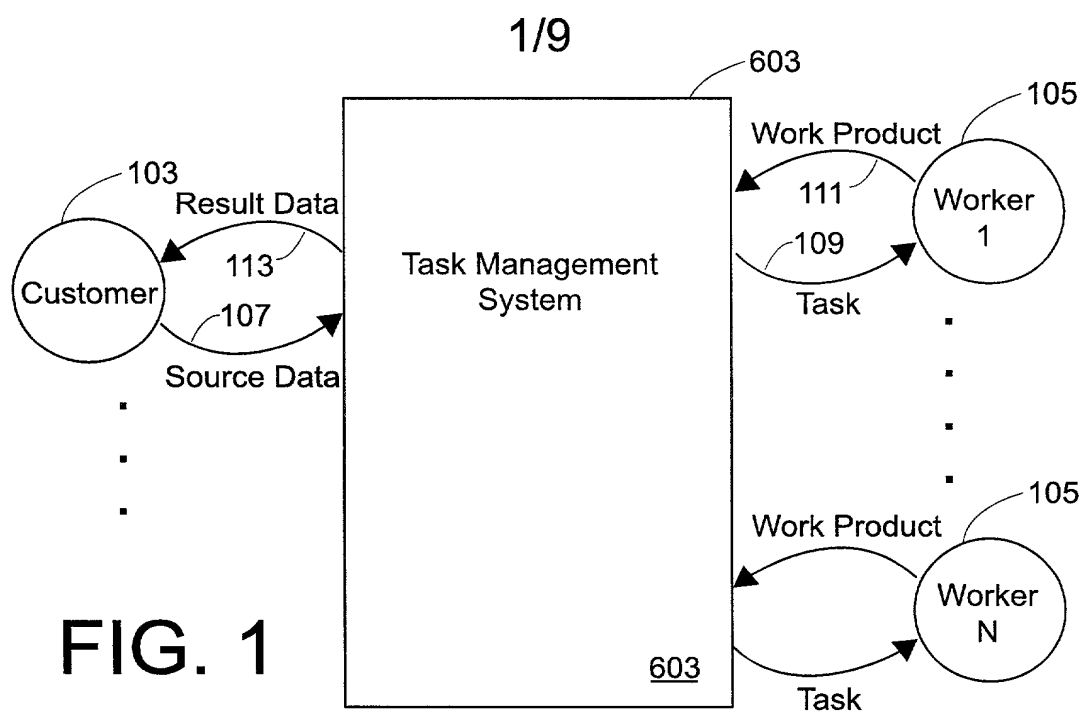 1/9
603
105
Work Product
111
Worker
1
109
Task
103
Result Data
113
Customer
107
Source Data
Task Management
System
105
Work Product
Worker
N
Task
603
FIG. 1